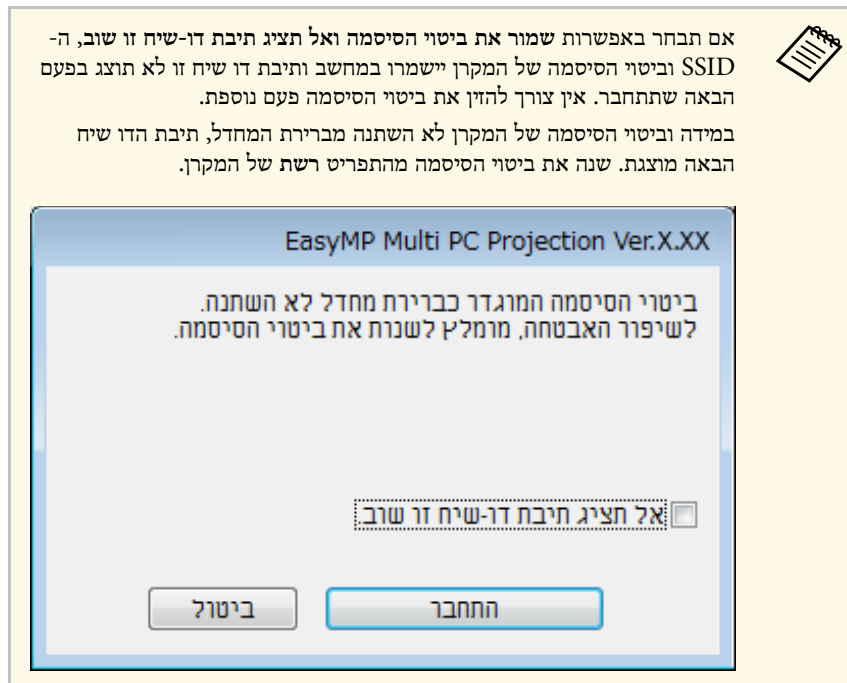 אם תבחר באפשרות שמור את ביטוי הסיסמה ואל תציג תיבת דו-שיח זו שוב, ה-
SSID וביטוי הסיסמה של המקרן יישמרו במחשב ותיבת דו שיח זו לא תוצג בפעם
הבאה שתתחבר. אין צורך להזין את ביטוי הסיסמה פעם נוספת.
במידה וביטוי הסיסמה של המקרן לא השתנה מברירת המחדל, תיבת הדו שיח
הבאה מוצגת. שנה את ביטוי הסיסמה מהתפריט רשת של המקרן.
EasyMP Multi PC Projection Ver.X.XX
ביטוי הסיסמה המוגדר כברירת מחדל לא השתנה.
לשיפור האבטחה, מומלץ לשנות את ביטוי הסיסמה.
אל תציג תיבת דו-שיח זו שוב.
התחבר
ביטול